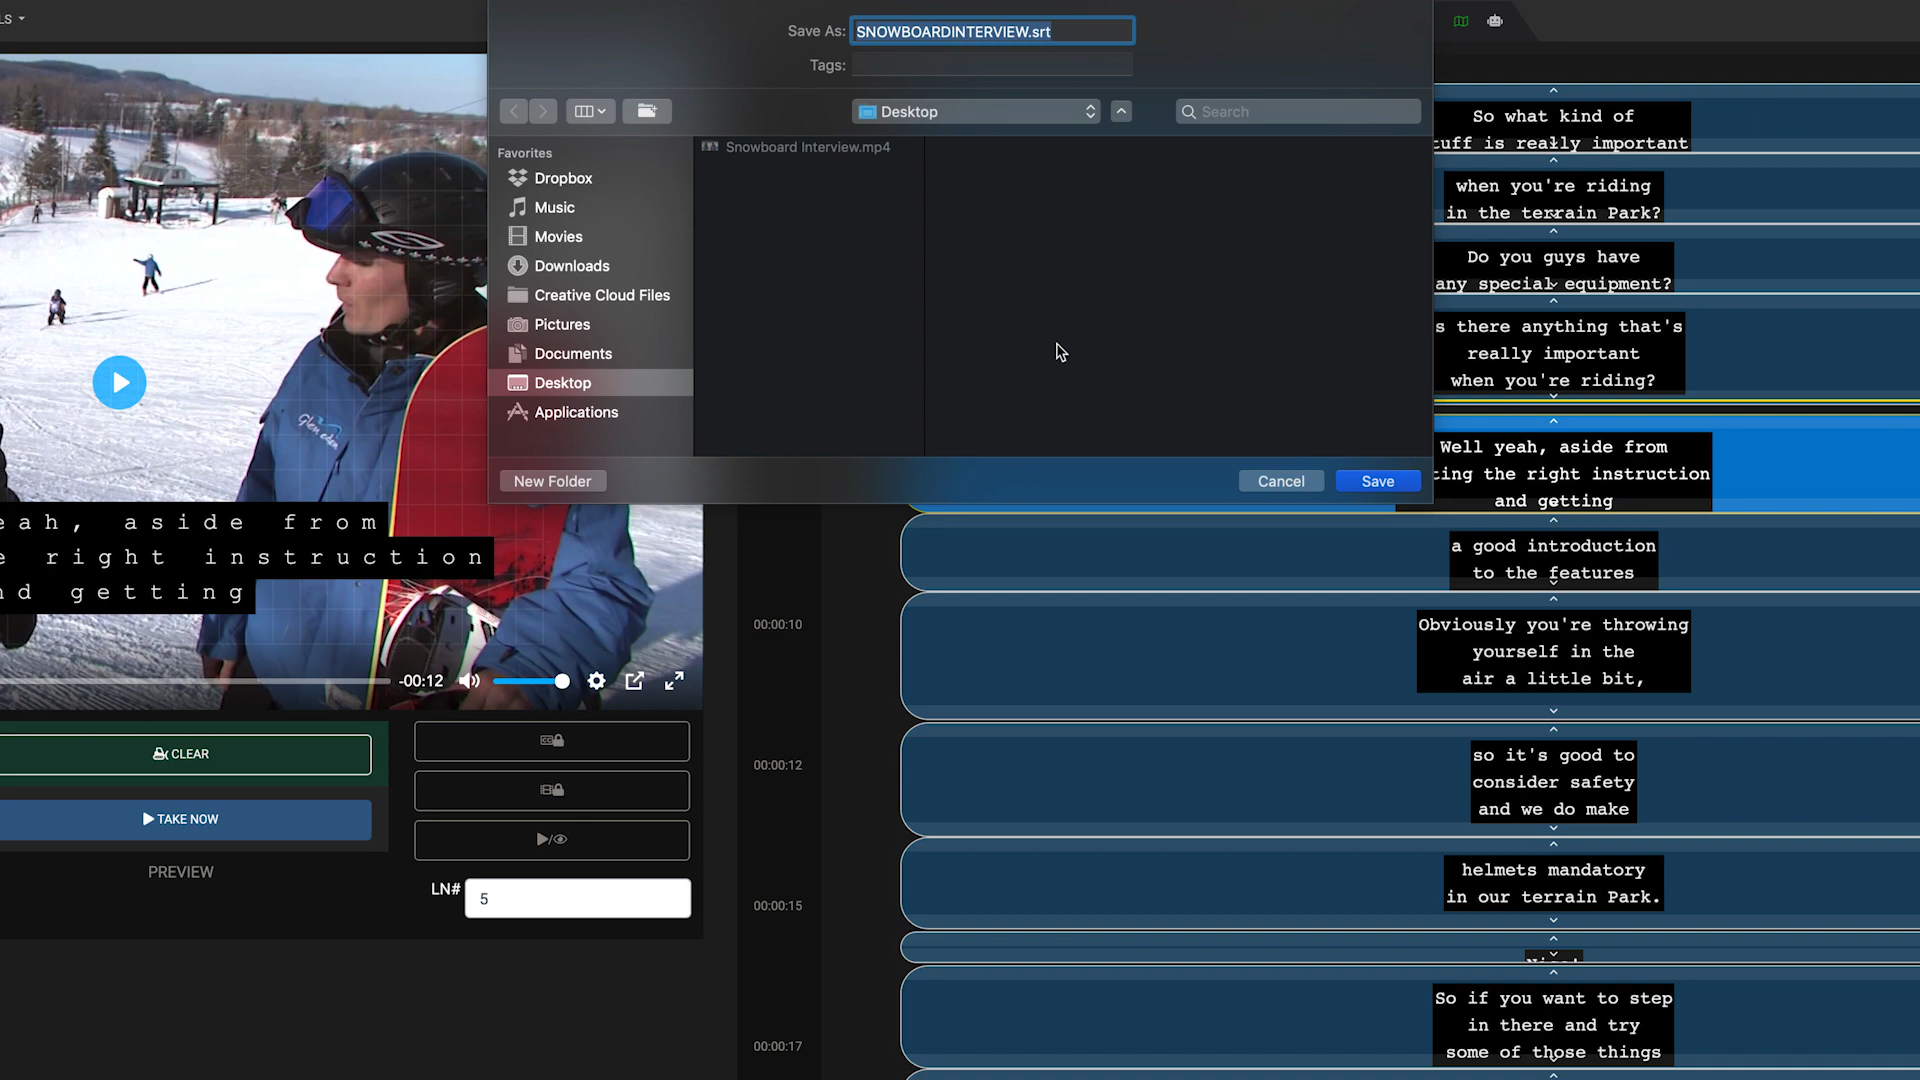 LS
Save As:
SNOWBOARDINTERVIEW.srt
Tags:
Desktop
Search
Favorites
Dropbox
Music
Movies
Downloads
Creative Cloud Files
Pictures
Documents
Desktop
Applications
Snowboard Interview.mp4
New Folder
Cancel
Save
Glen eden
eah, aside from
e right instruction
nd getting
-00:12
CLEAR
TAKE NOW
PREVIEW
CC
/
LN#
5
00:00:10
00:00:12
00:00:15
00:00:17
So what kind of
tuff is really important
when you're riding
in the terrain Park?
Do you guys have
any special equipment?
s there anything that's
really important
when you're riding?
Well yeah, aside from
ting the right instruction
and getting
a good introduction
to the features
Obviously you're throwing
yourself in the
air a little bit,
so it's good to
consider safety
and we do make
helmets mandatory
in our terrain Park.
So if you want to step
in there and try
some of those things